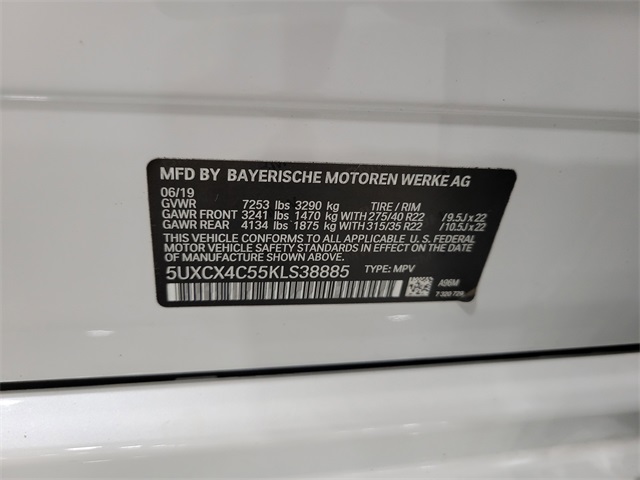 MFD BY BAYERISCHE MOTOREN WERKE AG
06/19
GVWR 7253 lbs 3290 kg TIRE / RIM
GAWR FRONT 3241 lbs 1470 kg WITH 275/40 R22 /9.5J x 22
GAWR REAR 4134 lbs 1875 kg WITH 315/35 R22 /10.5J x 22
THIS VEHICLE CONFORMS TO ALL APPLICABLE U. S. FEDERAL
MOTOR VEHICLE SAFETY STANDARDS IN EFFECT ON THE DATE
OF MANUFACTURE SHOWN ABOVE.
5UXCX4C55KLS38885 TYPE: MPV
A96M